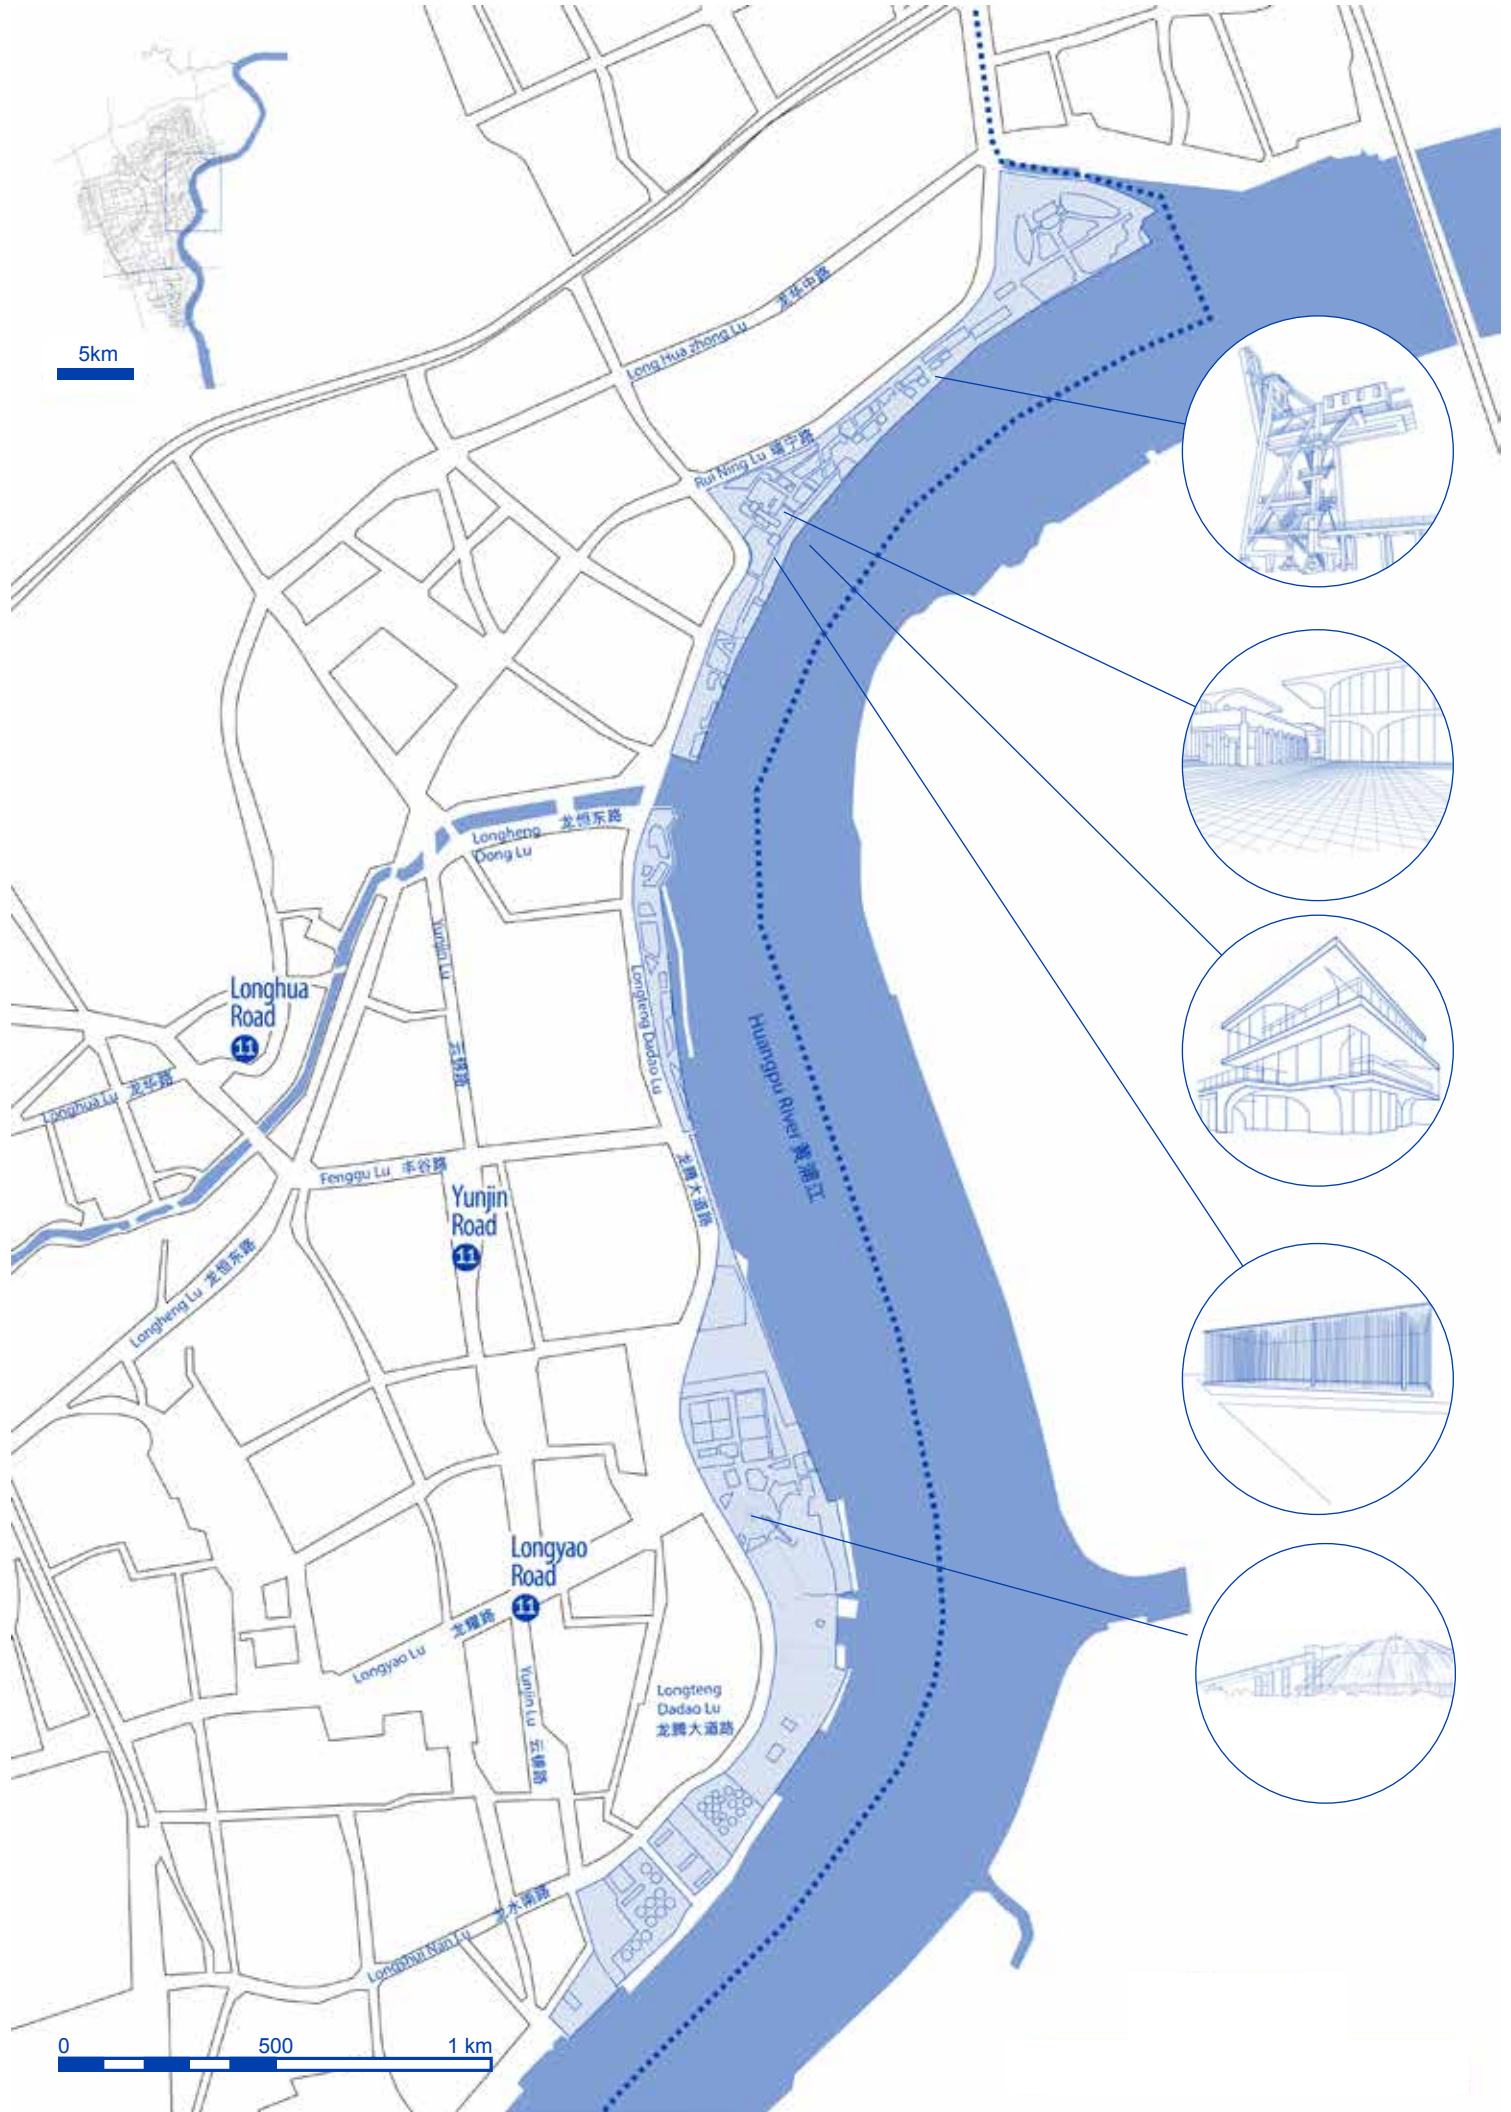 5km
龙华中路
Long Hua zhong Lu
Rui Ning Lu 瑞宁路
龙恒东路
Longheng
Dong Lu
Yunjin Lu
Longhua
Road
11
Longteng Dadao Lu
Huangpu River 黄浦江
云锦路
Longhua Lu 龙华路
Fenggu Lu 丰谷路
龙腾大道路
Yunjin
Road
11
Longheng Lu 龙恒东路
Longyao
Road
11
Longyao Lu 龙耀路
Yunjin Lu 云锦路
Longteng
Dadao Lu
龙腾大道路
Longshui Nan Lu 龙水南路
0 500 1 km